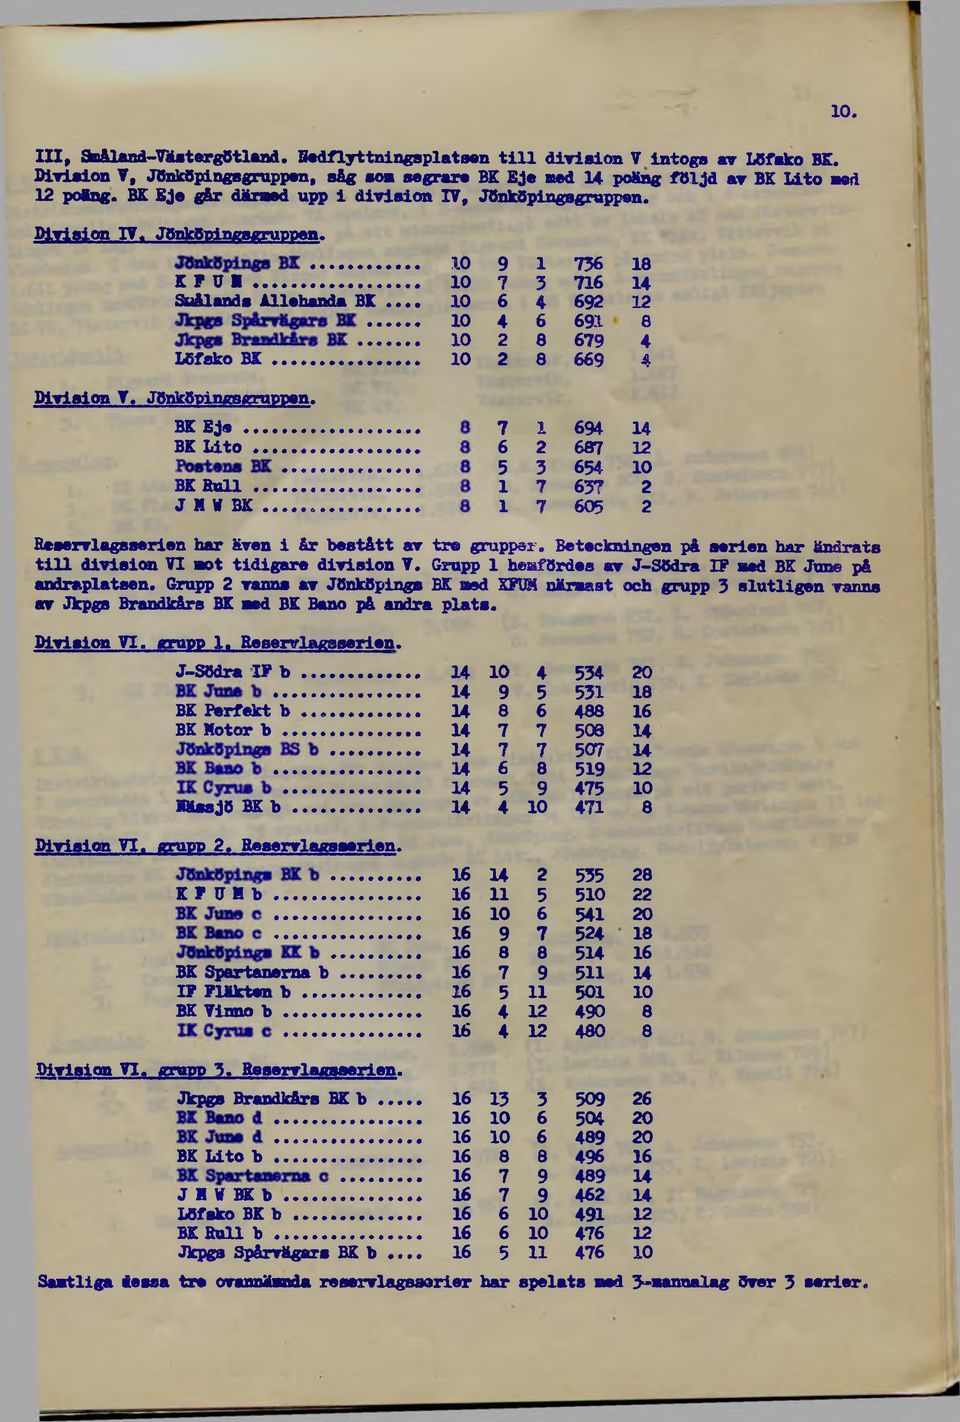 10.
III, Småland-Västergötland. Nedflyttningsplatsen till division V intogs av Löfsko BK.
Division V, Jönköpingsgruppen, såg som segrare BK Eje med 14 poäng följd av BK Lito med
12 poäng. BK Eje går därmed upp i division IV, Jönköpingsgruppen.
Division IV. Jönköpingsgruppen.
Jönköpings BK ............ 10 9 1 736 18
K F U M .................. 10 7 3 716 14
Smålands Allehanda BK .... 10 6 4 692 12
Jkpgs Spårvägars BK ...... 10 4 6 691 8
Jkpgs Brandkårs BK ....... 10 2 8 679 4
Löfsko BK ................ 10 2 8 669 4
Division V. Jönköpingsgruppen.
BK Eje ................... 8 7 1 694 14
BK Lito .................. 8 6 2 687 12
Postens BK ............... 8 5 3 654 10
BK Rull .................. 8 1 7 637 2
J M W BK ................. 8 1 7 605 2
Reservlagsserien har även i år bestått av tre grupper. Beteckningen på serien har ändrats
till division VI mot tidigare division V. Grupp 1 hemfördes av J-Södra IF med BK June på
andraplatsen. Grupp 2 vanns av Jönköpings BK med KFUM närmast och grupp 3 slutligen vanns
av Jkpgs Brandkårs BK med BK Bano på andra plats.
Division VI. grupp 1. Reservlagsserien.
J-Södra IF b ............. 14 10 4 534 20
BK June b ................ 14 9 5 531 18
BK Perfekt b ............. 14 8 6 488 16
BK Motor b ............... 14 7 7 508 14
Jönköpings BS b .......... 14 7 7 507 14
BK Bano b ................ 14 6 8 519 12
IK Cyrus b ............... 14 5 9 475 10
Nässjö BK b .............. 14 4 10 471 8
Division VI. grupp 2. Reservlagsserien.
Jönköpings BK b .......... 16 14 2 535 28
K F U M b ................ 16 11 5 510 22
BK June c ................ 16 10 6 541 20
BK Bano c ................ 16 9 7 524 18
Jönköpings KK b .......... 16 8 8 514 16
BK Spartanerna b ......... 16 7 9 511 14
IF Fläkten b ............. 16 5 11 501 10
BK Vinno b ............... 16 4 12 490 8
IK Cyrus c ............... 16 4 12 480 8
Division VI. grupp 3. Reservlagsserien.
Jkpgs Brandkårs BK b ..... 16 13 3 509 26
BK Bano d ................ 16 10 6 504 20
BK June d ................ 16 10 6 489 20
BK Lito b ................ 16 8 8 496 16
BK Spartanerna c ......... 16 7 9 489 14
J M W BK b ............... 16 7 9 462 14
Löfsko BK b .............. 16 6 10 491 12
BK Rull b ................ 16 6 10 476 12
Jkpgs Spårvägars BK b .... 16 5 11 476 10
Samtliga dessa tre ovannämnda reservlagsserier har spelats med 3-mannalag över 3 serier.